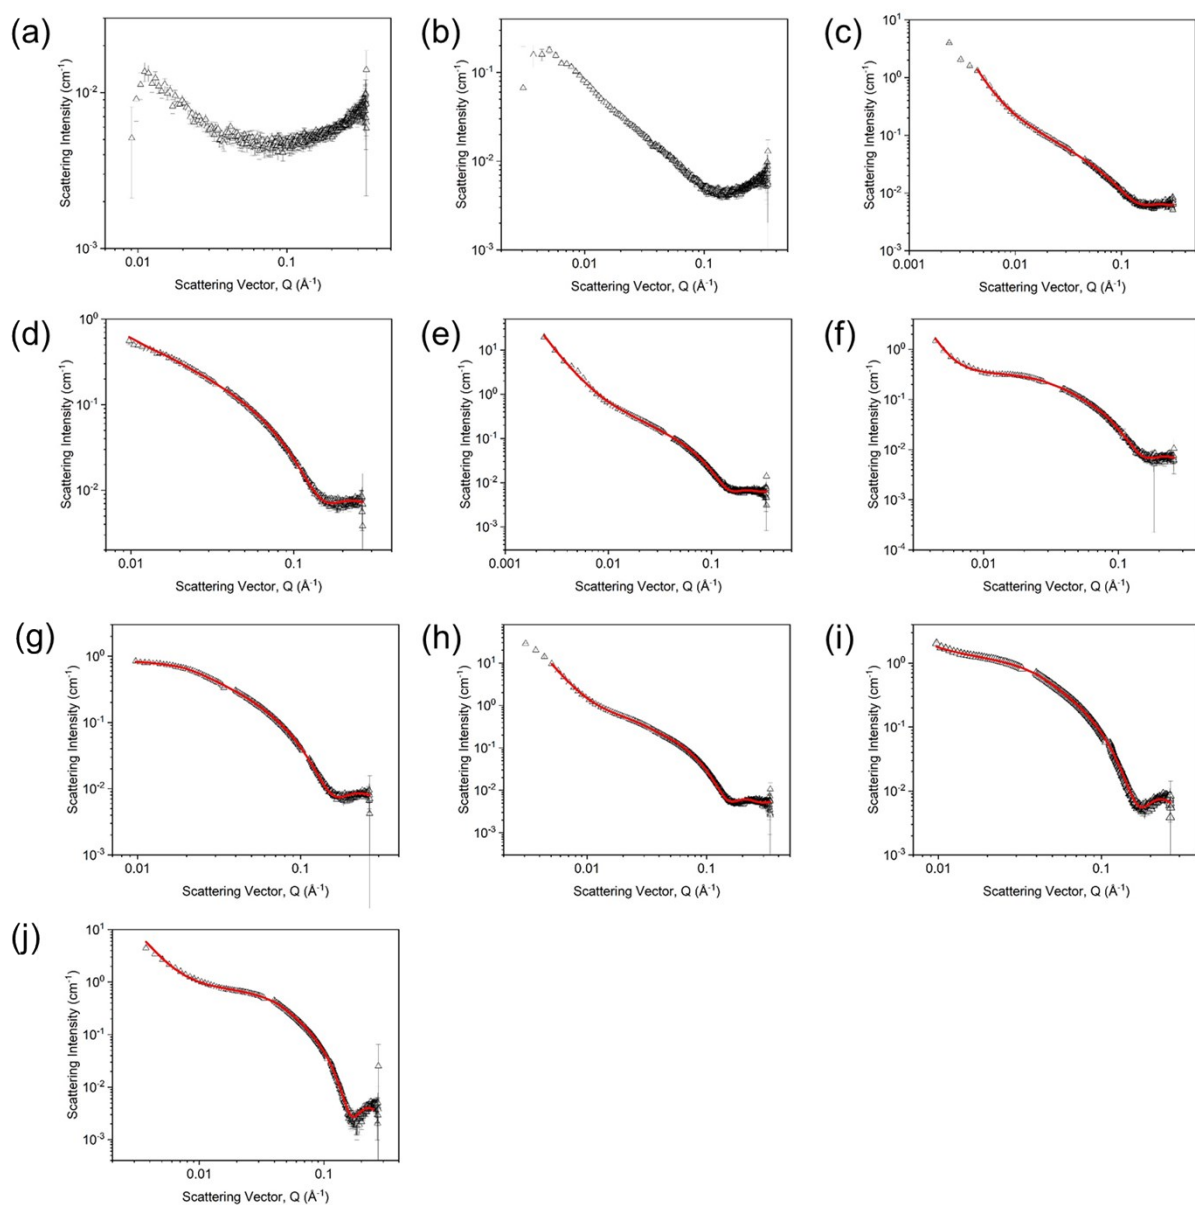 (a)
Scattering Intensity (cm⁻¹)
10⁻²
10⁻³
0.01 0.1
Scattering Vector, Q (Å⁻¹)
(b)
Scattering Intensity (cm⁻¹)
10⁻¹
10⁻²
10⁻³
0.01 0.1
Scattering Vector, Q (Å⁻¹)
(c)
Scattering Intensity (cm⁻¹)
10¹
10⁰
10⁻¹
10⁻²
10⁻³
0.001 0.01 0.1
Scattering Vector, Q (Å⁻¹)
(d)
Scattering Intensity (cm⁻¹)
10⁰
10⁻¹
10⁻²
0.01 0.1
Scattering Vector, Q (Å⁻¹)
(e)
Scattering Intensity (cm⁻¹)
10¹
10⁰
10⁻¹
10⁻²
10⁻³
0.001 0.01 0.1
Scattering Vector, Q (Å⁻¹)
(f)
Scattering Intensity (cm⁻¹)
10⁰
10⁻¹
10⁻²
10⁻³
10⁻⁴
0.01 0.1
Scattering Vector, Q (Å⁻¹)
(g)
Scattering Intensity (cm⁻¹)
10⁰
10⁻¹
10⁻²
10⁻³
0.01 0.1
Scattering Vector, Q (Å⁻¹)
(h)
Scattering Intensity (cm⁻¹)
10¹
10⁰
10⁻¹
10⁻²
10⁻³
0.01 0.1
Scattering Vector, Q (Å⁻¹)
(i)
Scattering Intensity (cm⁻¹)
10⁰
10⁻¹
10⁻²
10⁻³
0.01 0.1
Scattering Vector, Q (Å⁻¹)
(j)
Scattering Intensity (cm⁻¹)
10¹
10⁰
10⁻¹
10⁻²
10⁻³
0.01 0.1
Scattering Vector, Q (Å⁻¹)